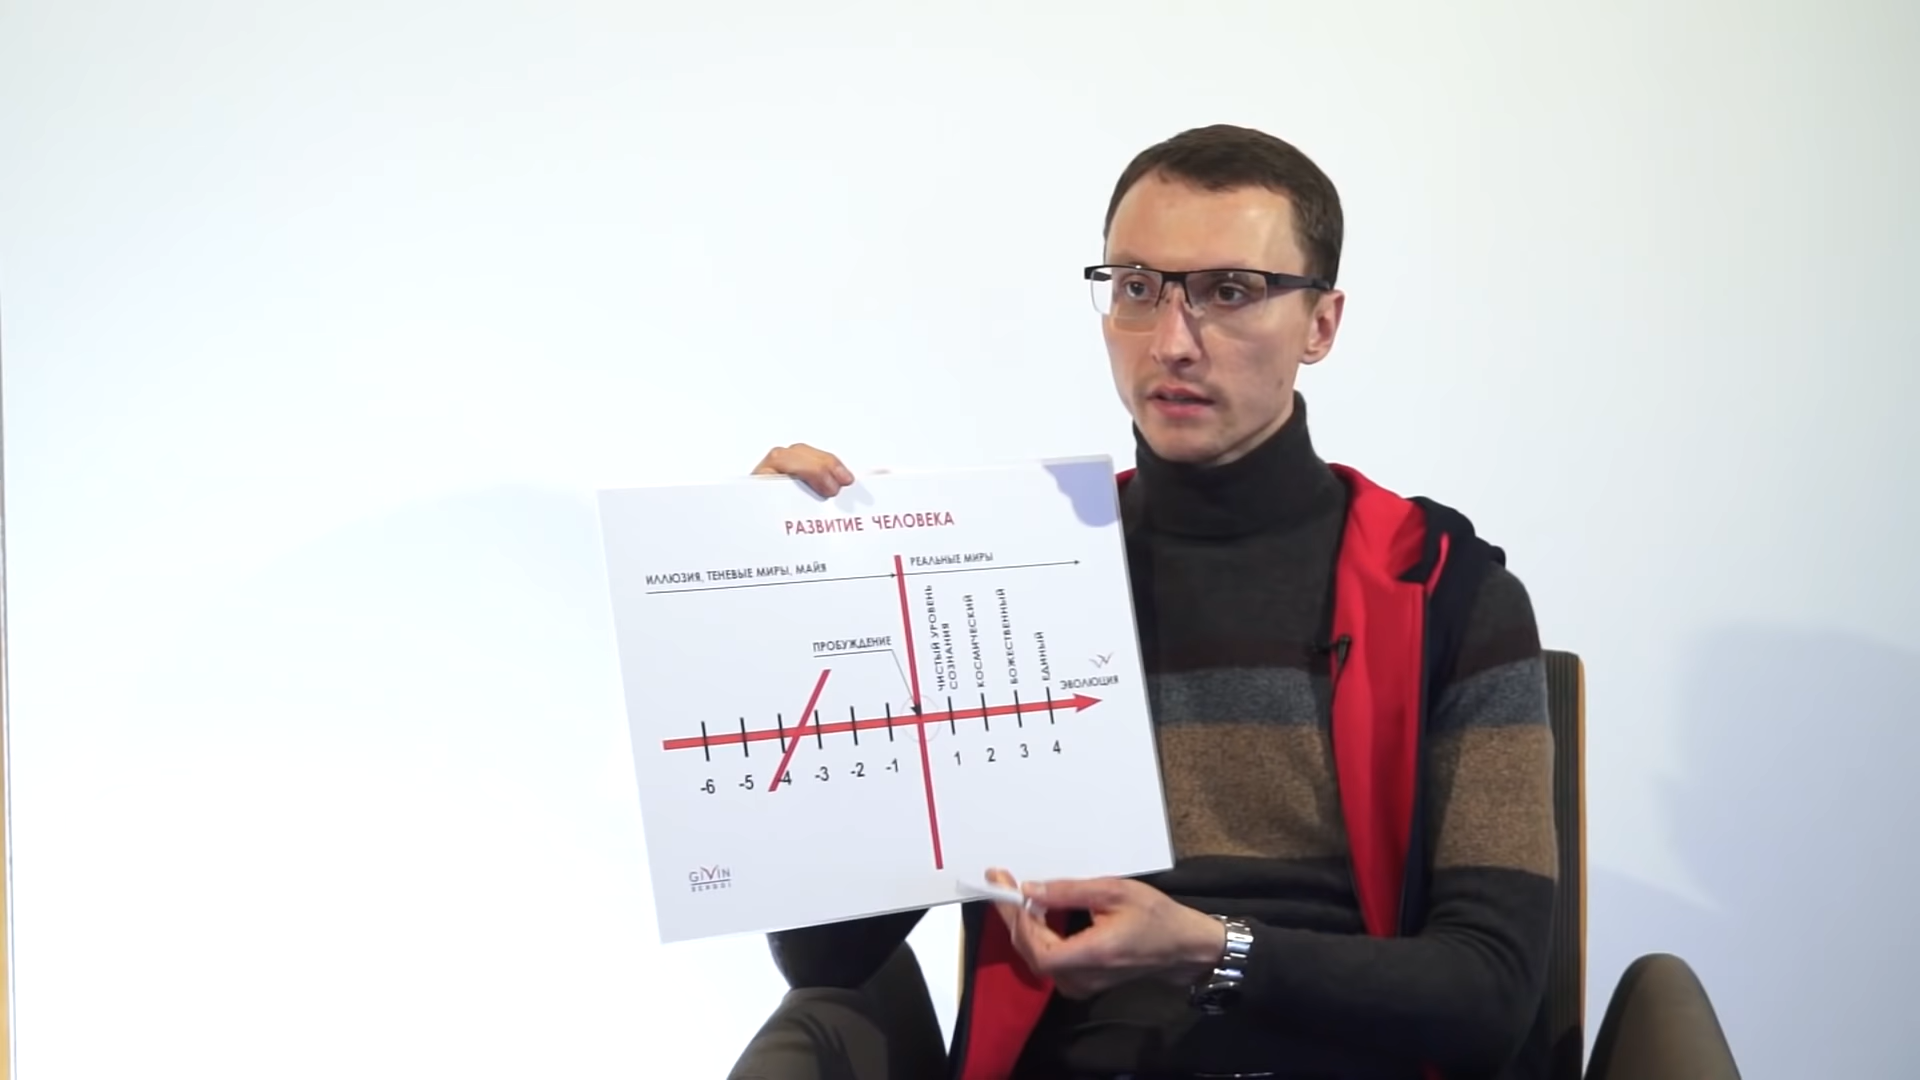 РАЗВИТИЕ ЧЕЛОВЕКА
ИЛЛЮЗИЯ, ТЕНЕВЫЕ МИРЫ, МАЙЯ
РЕАЛЬНЫЕ МИРЫ
ПРОБУЖДЕНИЕ
ЧИСТЫЙ УРОВЕНЬ
СОЗНАНИЯ
КОСМИЧЕСКИЙ
БОЖЕСТВЕННЫЙ
ЕДИНЫЙ
ЭВОЛЮЦИЯ
-6 -5 -4 -3 -2 -1 1 2 3 4
GIVIN
SCHOOL